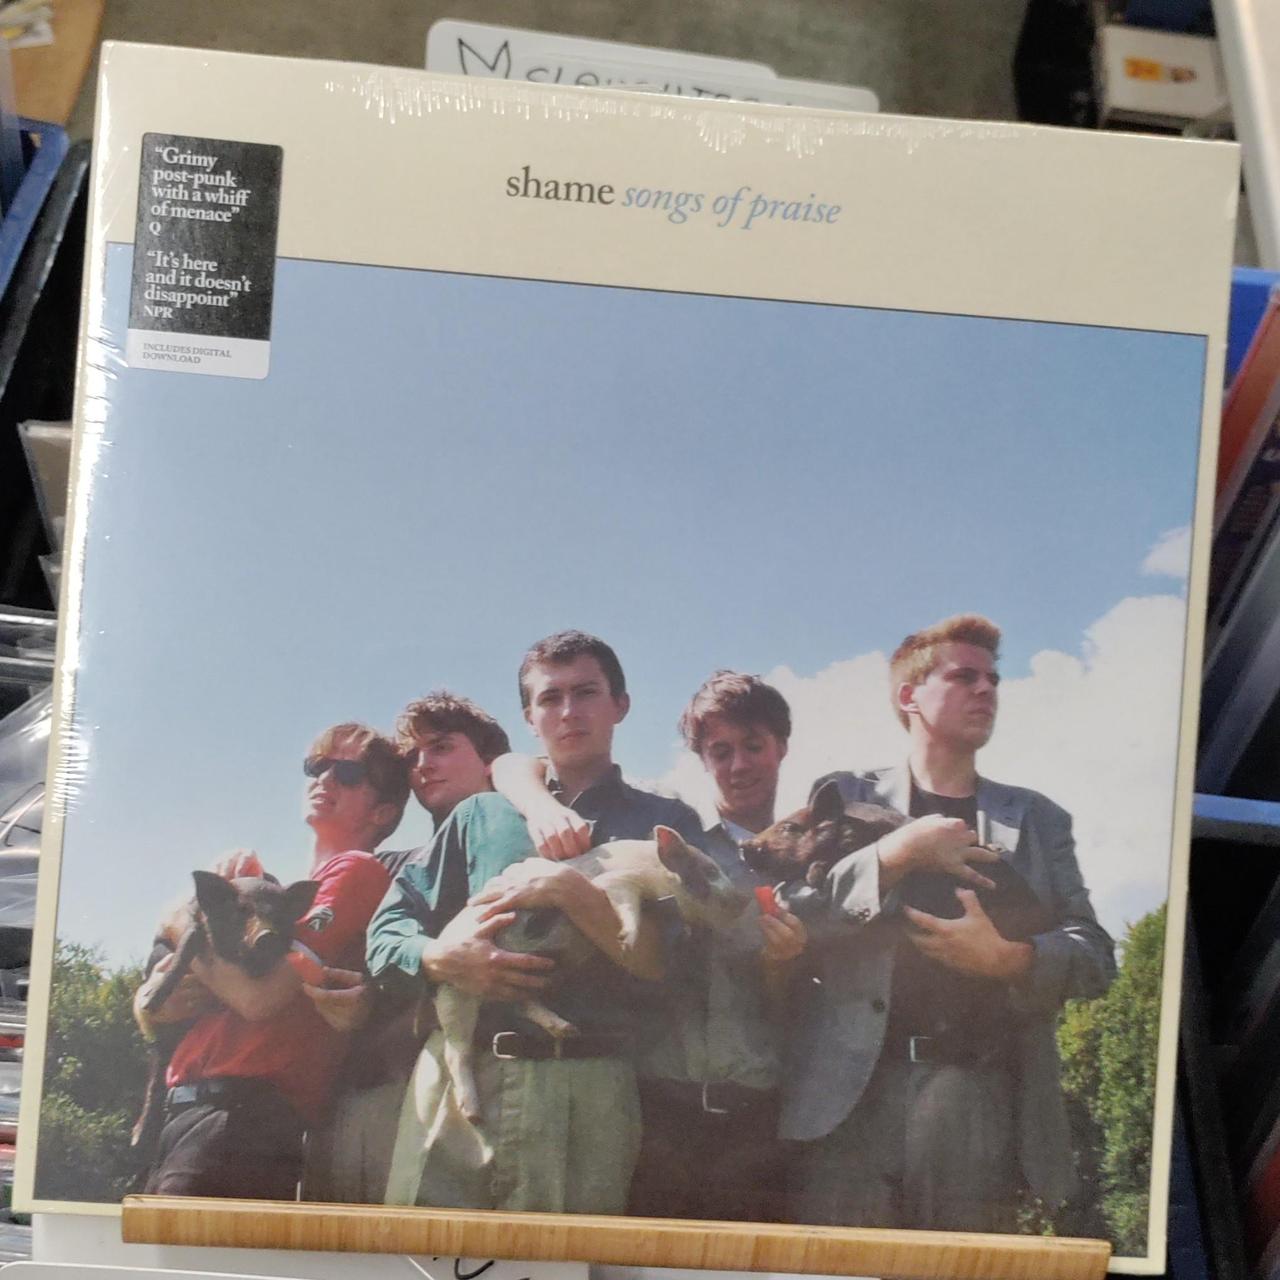 shame songs of praise
“Grimy
post-punk
with a whiff
of menace”
Q
“It’s here
and it doesn’t
disappoint”
NPR
INCLUDES DIGITAL
DOWNLOAD